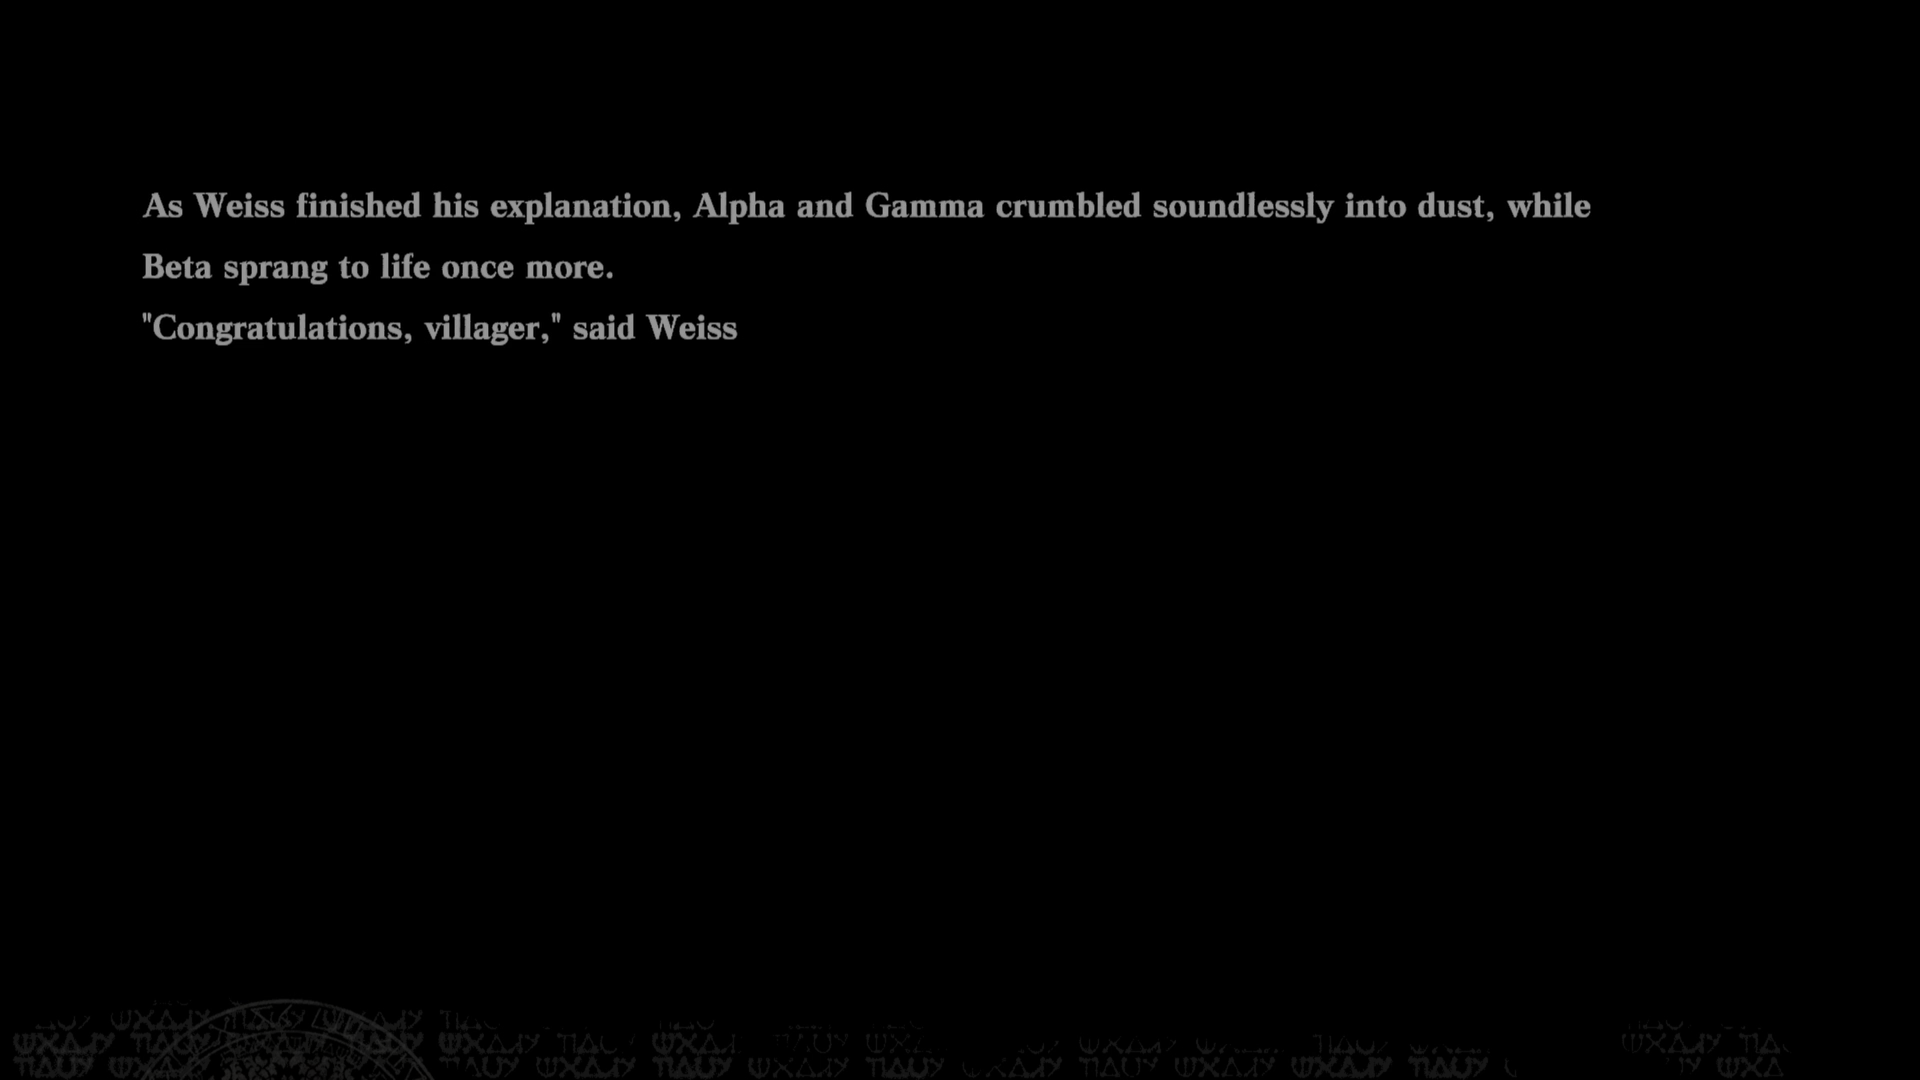 As Weiss finished his explanation, Alpha and Gamma crumbled soundlessly into dust, while
Beta sprang to life once more.
"Congratulations, villager," said Weiss